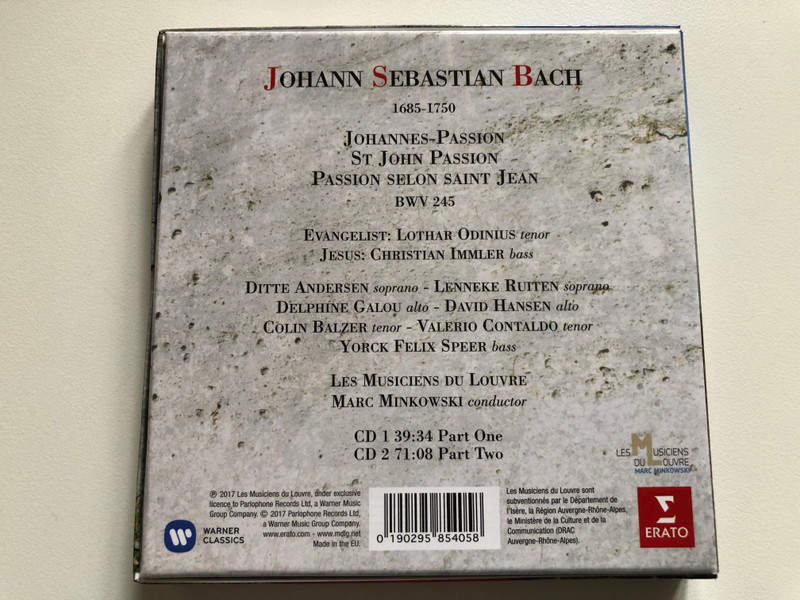 JOHANN SEBASTIAN BACH
1685-1750
JOHANNES-PASSION
ST JOHN PASSION
PASSION SELON SAINT JEAN
BWV 245
EVANGELIST: LOTHAR ODINIUS tenor
JESUS: CHRISTIAN IMMLER bass
DITTE ANDERSEN soprano - LENNEKE RUITEN soprano
DELPHINE GALOU alto - DAVID HANSEN alto
COLIN BALZER tenor - VALERIO CONTALDO tenor
YORCK FELIX SPEER bass
LES MUSICIENS DU LOUVRE
MARC MINKOWSKI conductor
CD 1 39:34 Part One
CD 2 71:08 Part Two
LES MUSICIENS
DU LOUVRE
MARC MINKOWSKI
℗ 2017 Les Musiciens du Louvre, under exclusive
licence to Parlophone Records Ltd, a Warner Music
Group Company. © 2017 Parlophone Records Ltd,
a Warner Music Group Company.
www.erato.com - www.mdlg.net
Made in the EU.
WARNER
CLASSICS
0 190295 854058
Les Musiciens du Louvre sont
subventionnés par le Département de
l'Isère, la Région Auvergne-Rhône-Alpes,
le Ministère de la Culture et de la
Communication (DRAC
Auvergne-Rhône-Alpes).
ERATO